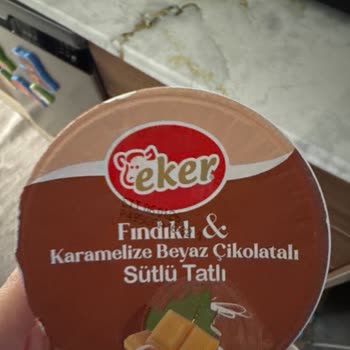 eker
Fındıklı &
Karamelize Beyaz Çikolatalı
Sütlü Tatlı